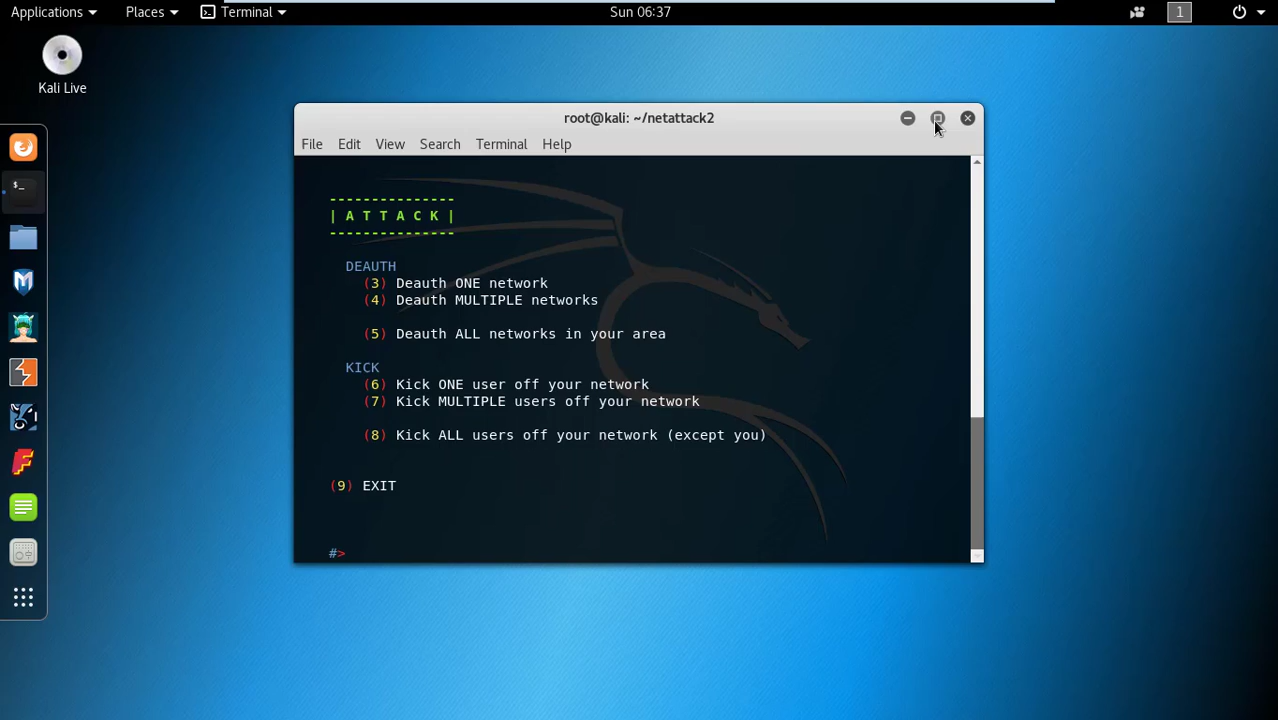 Applications Places Terminal Sun 06:37 1
Kali Live
root@kali: ~/netattack2
File Edit View Search Terminal Help
---------------
| A T T A C K |
---------------
DEAUTH
(3) Deauth ONE network
(4) Deauth MULTIPLE networks
(5) Deauth ALL networks in your area
KICK
(6) Kick ONE user off your network
(7) Kick MULTIPLE users off your network
(8) Kick ALL users off your network (except you)
(9) EXIT
#>